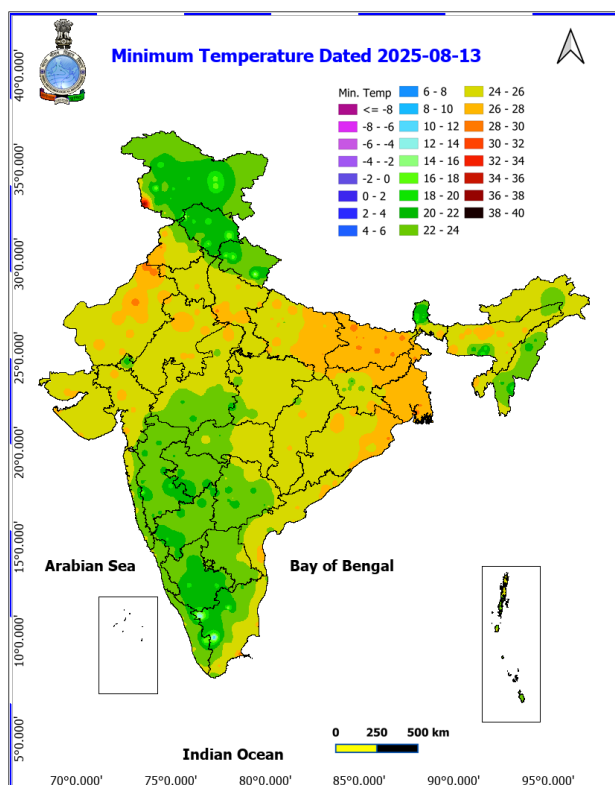 Minimum Temperature Dated 2025-08-13
Min. Temp
<= -8
-8 - -6
-6 - -4
-4 - -2
-2 - 0
0 - 2
2 - 4
4 - 6
6 - 8
8 - 10
10 - 12
12 - 14
14 - 16
16 - 18
18 - 20
20 - 22
22 - 24
24 - 26
26 - 28
28 - 30
30 - 32
32 - 34
34 - 36
36 - 38
38 - 40
40°0.000'
35°0.000'
30°0.000'
25°0.000'
20°0.000'
15°0.000'
10°0.000'
5°0.000'
Arabian Sea
Bay of Bengal
Indian Ocean
0 250 500 km
70°0.000' 75°0.000' 80°0.000' 85°0.000' 90°0.000' 95°0.000'